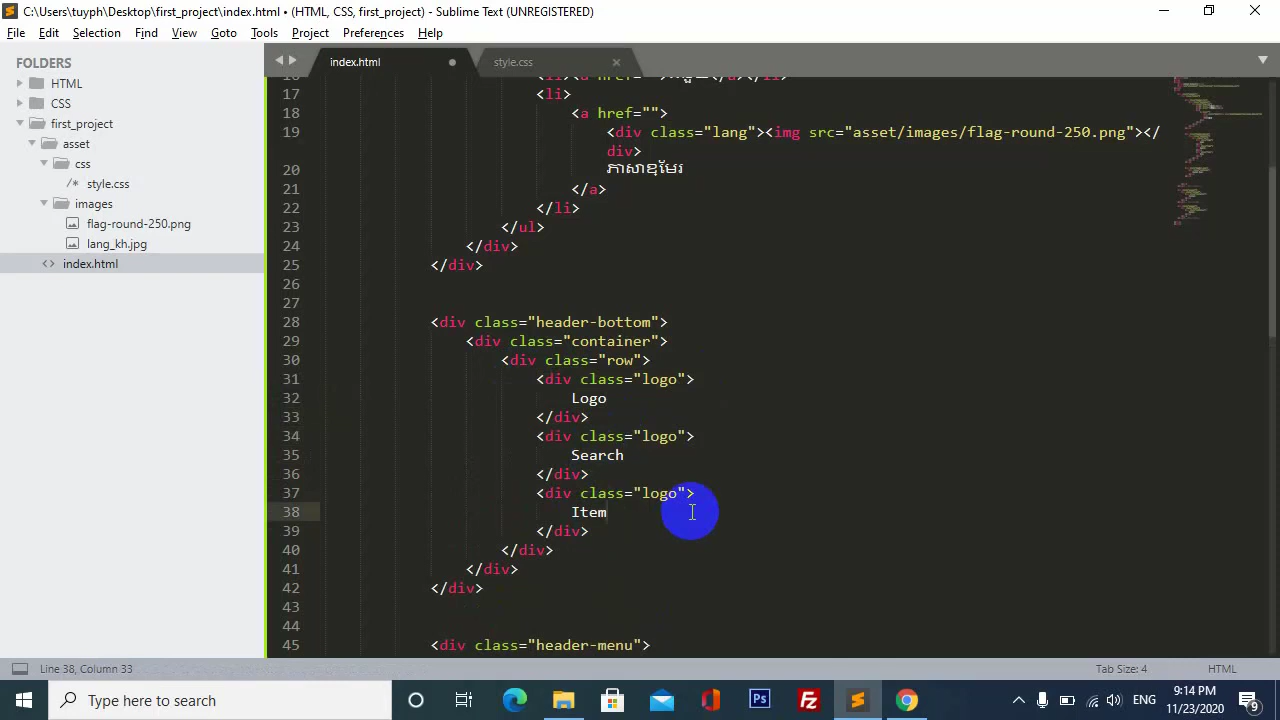 C:\Users\tuyph\Desktop\first_project\index.html • (HTML, CSS, first_project) - Sublime Text (UNREGISTERED)
File Edit Selection Find View Goto Tools Project Preferences Help
FOLDERS
HTML
CSS
first_project
asset
css
/* style.css
images
flag-round-250.png
lang_kh.jpg
<> index.html
index.html
style.css
17 <li>
18 <a href="">
19 <div class="lang"><img src="asset/images/flag-round-250.png"></
div>
20 ភាសាខ្មែរ
21 </a>
22 </li>
23 </ul>
24 </div>
25 </div>
26
27
28 <div class="header-bottom">
29 <div class="container">
30 <div class="row">
31 <div class="logo">
32 Logo
33 </div>
34 <div class="logo">
35 Search
36 </div>
37 <div class="logo">
38 Item
39 </div>
40 </div>
41 </div>
42 </div>
43
44
45 <div class="header-menu">
Line 38, Column 33
Tab Size: 4
HTML
Type here to search
ENG
9:14 PM
11/23/2020
9